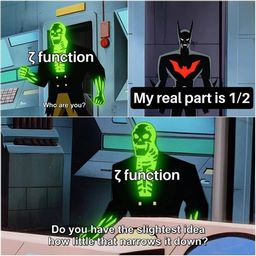 ζ function
Who are you?
My real part is 1/2
ζ function
Do you have the slightest idea
how little that narrows it down?